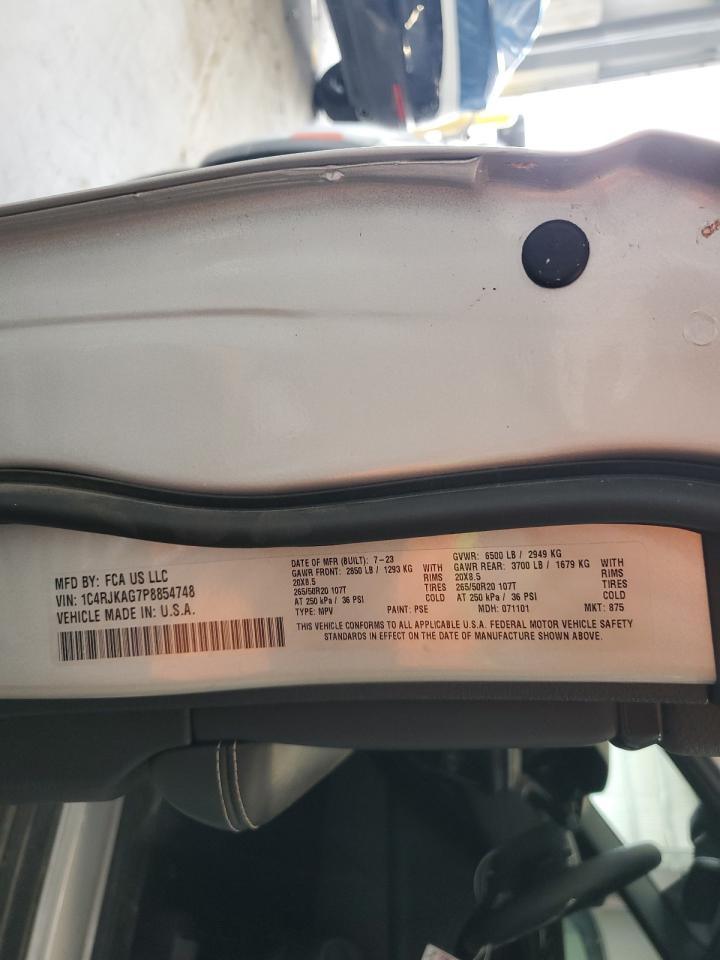 MFD BY: FCA US LLC
VIN: 1C4RJKAG7P8854748
VEHICLE MADE IN U.S.A.
DATE OF MFR (BUILT): 7-23
GAWR FRONT: 2850 LB / 1293 KG WITH
20X8.5 RIMS
265/50R20 107T TIRES
AT 250 kPa / 36 PSI COLD
TYPE: MPV PAINT: PSE
GVWR: 6500 LB / 2949 KG
GAWR REAR: 3700 LB / 1679 KG WITH
20X8.5 RIMS
265/50R20 107T TIRES
AT 250 kPa / 36 PSI COLD
MDH: 071101 MKT: 875
THIS VEHICLE CONFORMS TO ALL APPLICABLE U.S.A. FEDERAL MOTOR VEHICLE SAFETY
STANDARDS IN EFFECT ON THE DATE OF MANUFACTURE SHOWN ABOVE.